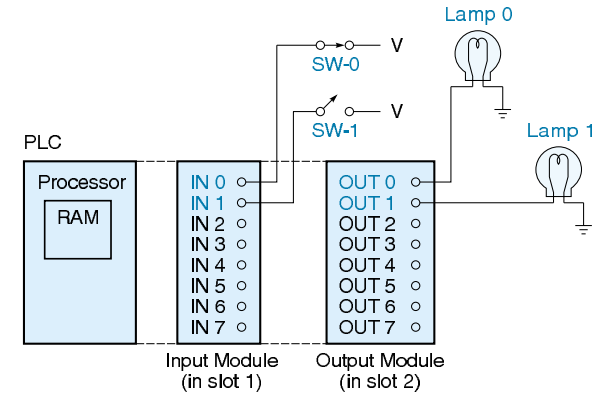 Lamp 0
V
SW-0
V
SW-1
Lamp 1
PLC
Processor
RAM
IN 0
IN 1
IN 2
IN 3
IN 4
IN 5
IN 6
IN 7
OUT 0
OUT 1
OUT 2
OUT 3
OUT 4
OUT 5
OUT 6
OUT 7
Input Module
(in slot 1)
Output Module
(in slot 2)